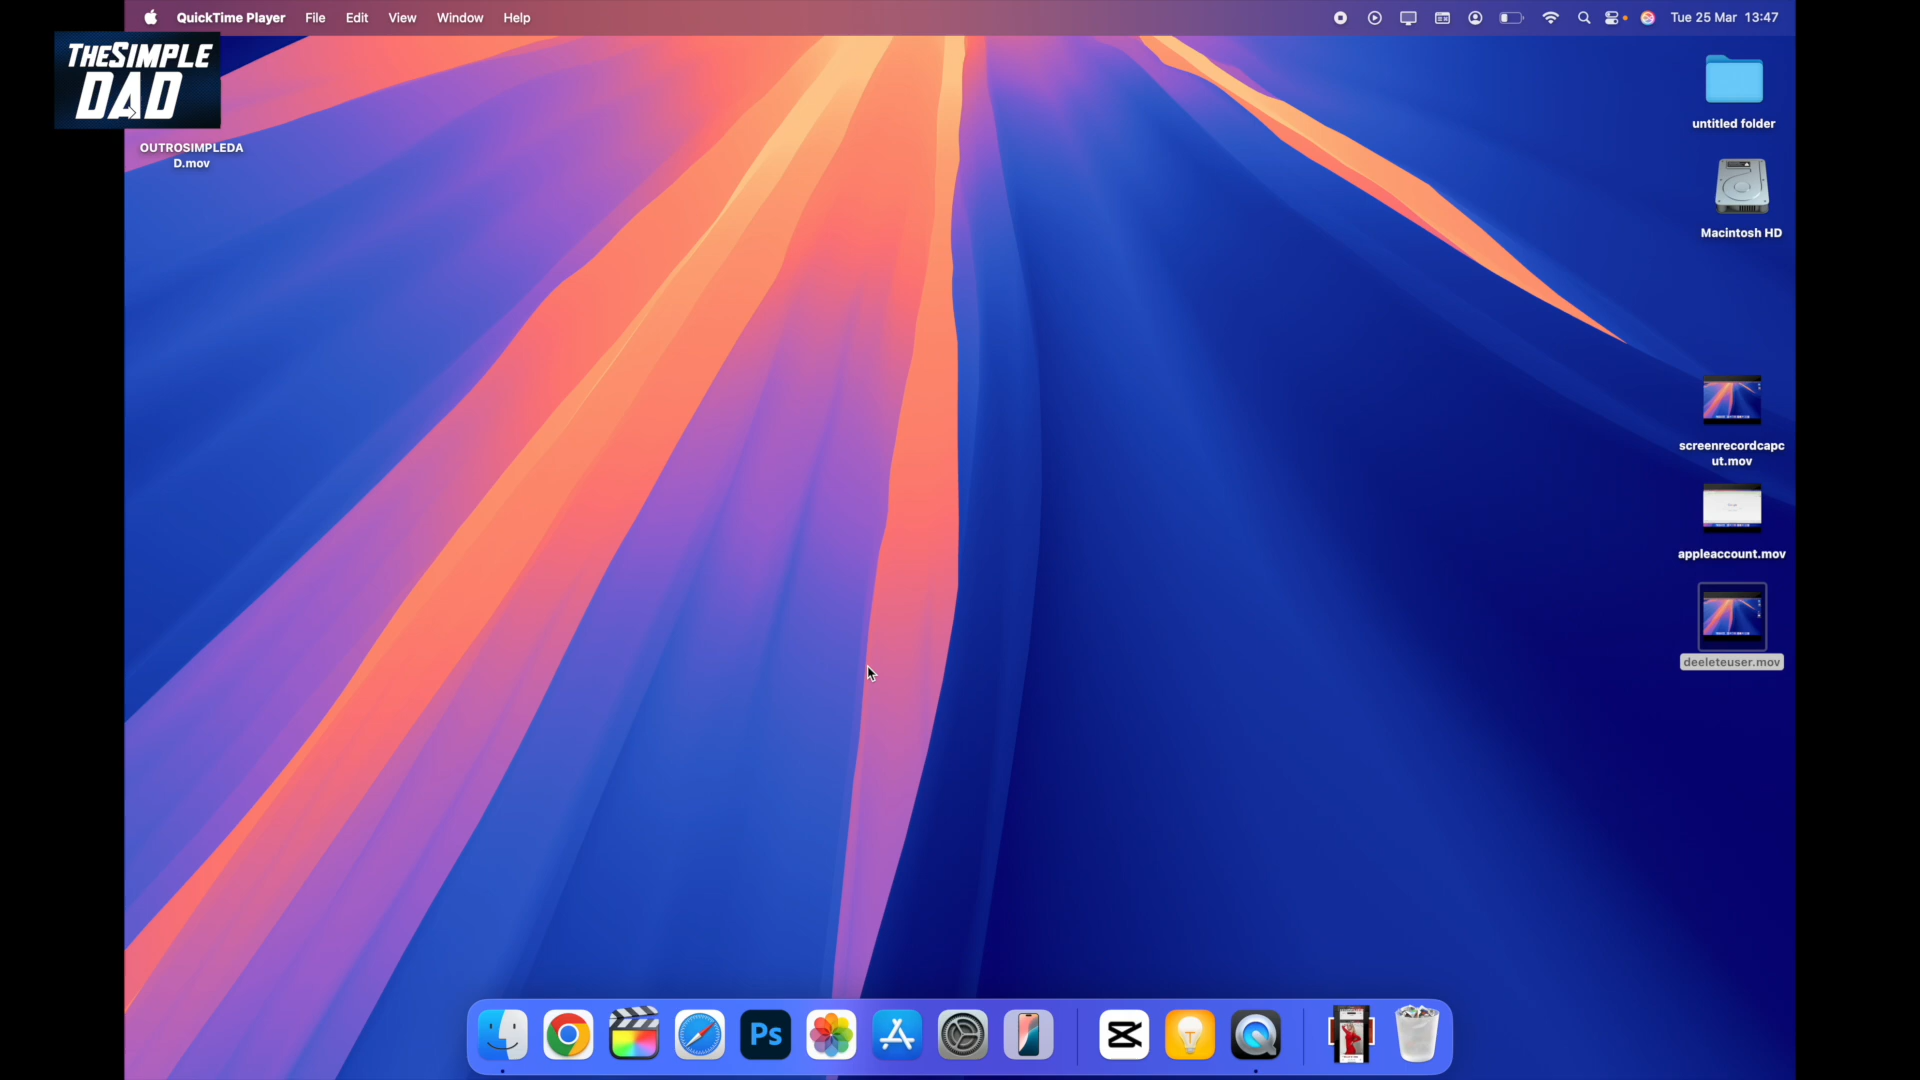 QuickTime Player File Edit View Window Help Tue 25 Mar 13:47
THESIMPLE
DAD
OUTROSIMPLEDA
D.mov
untitled folder
Macintosh HD
screenrecordcapc
ut.mov
appleaccount.mov
deeleteuser.mov
Ps